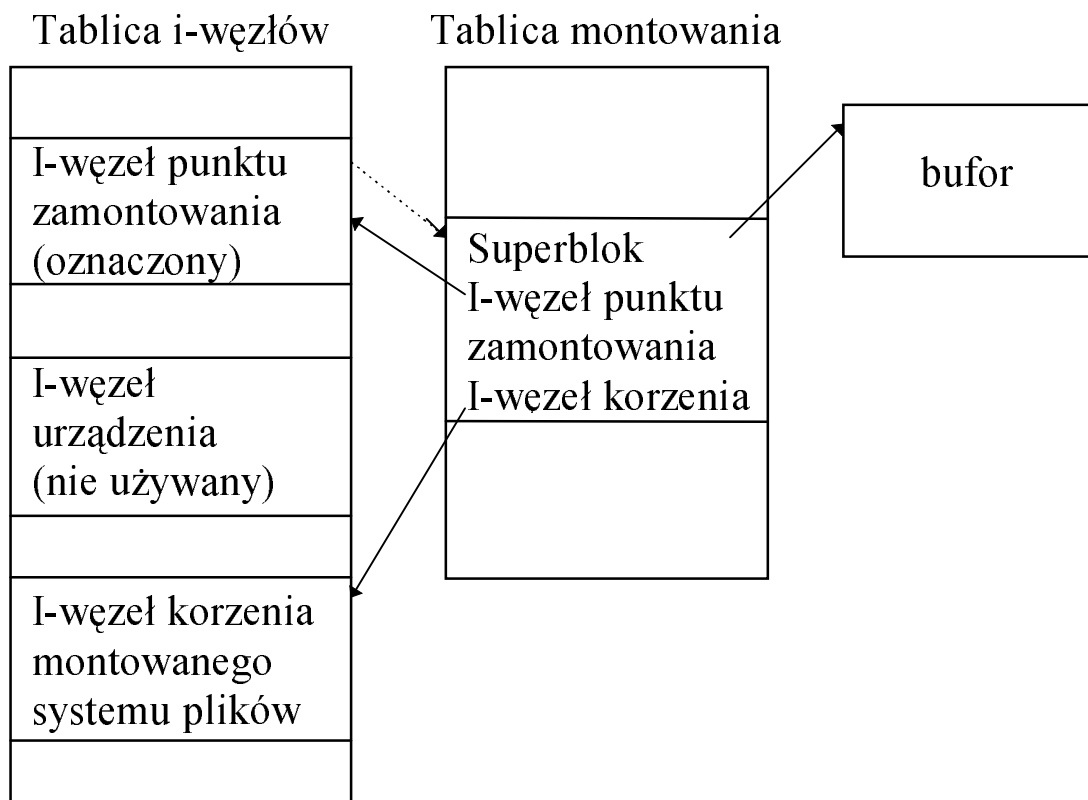 Tablica i-węzłów
Tablica montowania
I-węzeł punktu
zamontowania
(oznaczony)
I-węzeł
urządzenia
(nie używany)
I-węzeł korzenia
montowanego
systemu plików
Superblok
I-węzeł punktu
zamontowania
I-węzeł korzenia
bufor